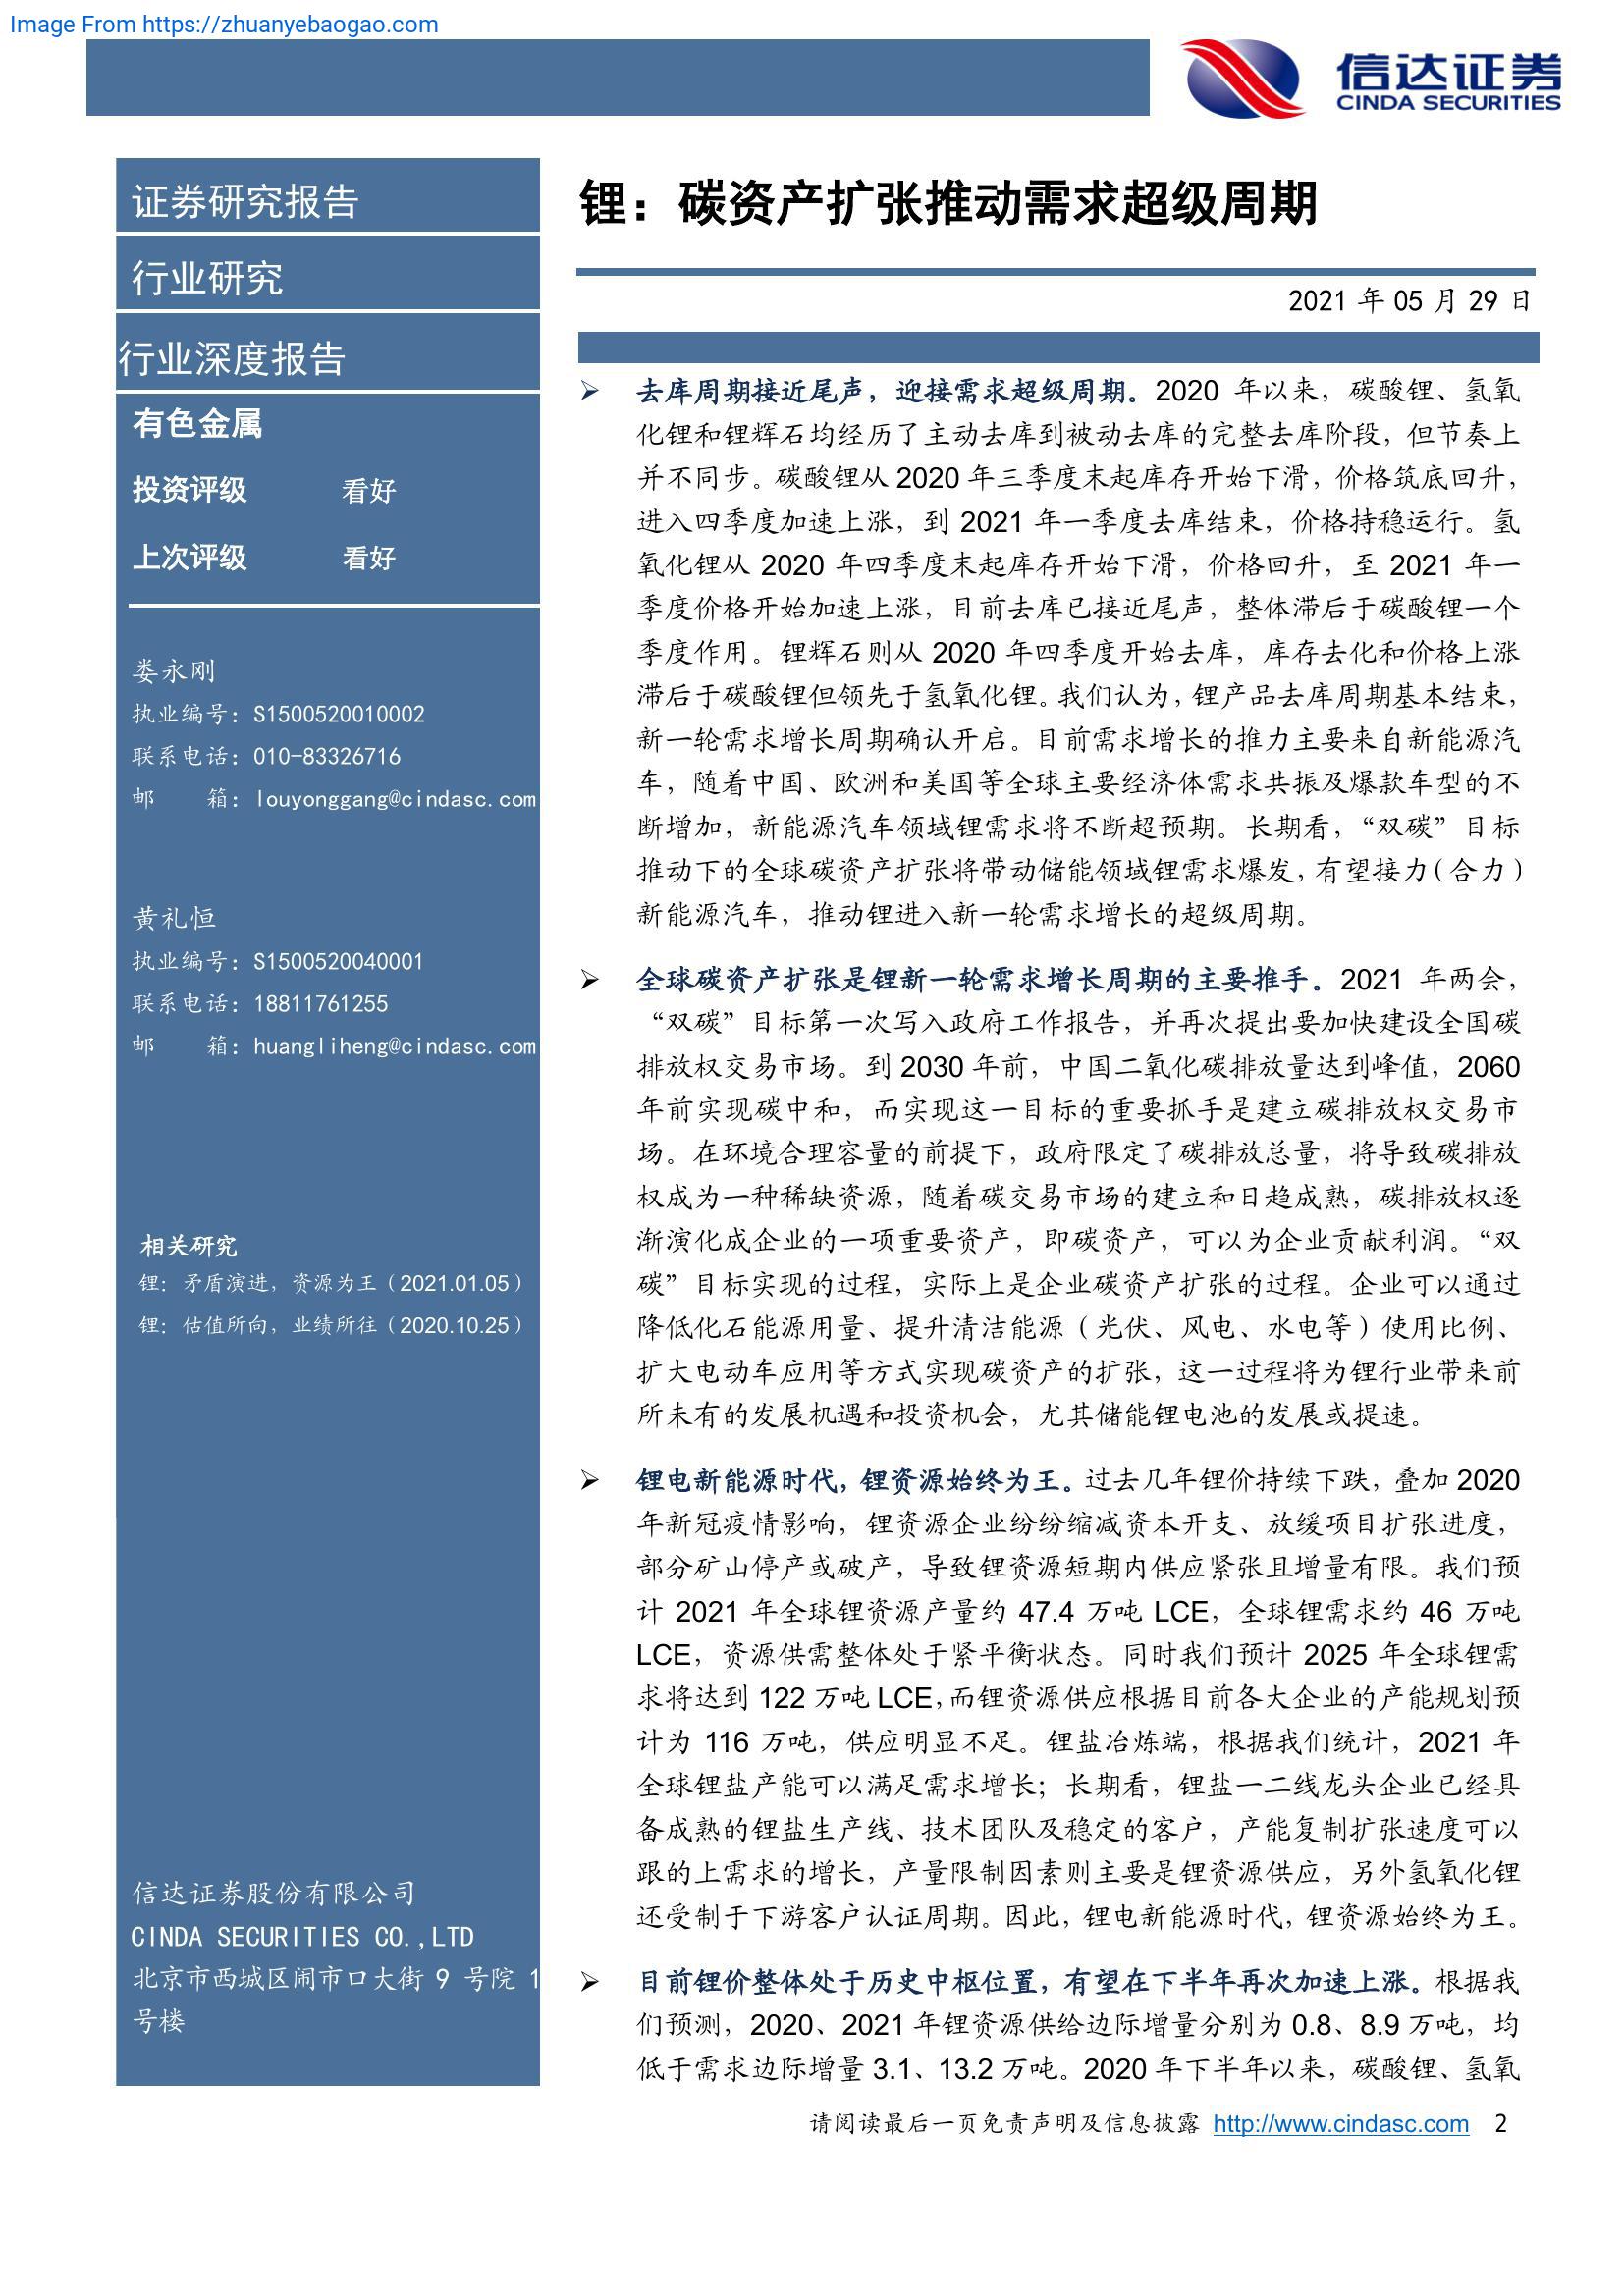 Image From https://zhuanyebaogao.com
信达证券
CINDA SECURITIES
证券研究报告
行业研究
行业深度报告
有色金属
投资评级 看好
上次评级 看好
娄永刚
执业编号：S1500520010002
联系电话：010-83326716
邮 箱：louyonggang@cindasc.com
黄礼恒
执业编号：S1500520040001
联系电话：18811761255
邮 箱：huangliheng@cindasc.com
相关研究
锂：矛盾演进，资源为王（2021.01.05）
锂：估值所向，业绩所往（2020.10.25）
信达证券股份有限公司
CINDA SECURITIES CO.,LTD
北京市西城区闹市口大街 9 号院 1
号楼
锂：碳资产扩张推动需求超级周期
2021 年 05 月 29 日
➢ 去库周期接近尾声，迎接需求超级周期。2020 年以来，碳酸锂、氢氧
化锂和锂辉石均经历了主动去库到被动去库的完整去库阶段，但节奏上
并不同步。碳酸锂从 2020 年三季度末起库存开始下滑，价格筑底回升，
进入四季度加速上涨，到 2021 年一季度去库结束，价格持稳运行。氢
氧化锂从 2020 年四季度末起库存开始下滑，价格回升，至 2021 年一
季度价格开始加速上涨，目前去库已接近尾声，整体滞后于碳酸锂一个
季度作用。锂辉石则从 2020 年四季度开始去库，库存去化和价格上涨
滞后于碳酸锂但领先于氢氧化锂。我们认为，锂产品去库周期基本结束，
新一轮需求增长周期确认开启。目前需求增长的推力主要来自新能源汽
车，随着中国、欧洲和美国等全球主要经济体需求共振及爆款车型的不
断增加，新能源汽车领域锂需求将不断超预期。长期看，“双碳”目标
推动下的全球碳资产扩张将带动储能领域锂需求爆发，有望接力（合力）
新能源汽车，推动锂进入新一轮需求增长的超级周期。
➢ 全球碳资产扩张是锂新一轮需求增长周期的主要推手。2021 年两会，
“双碳”目标第一次写入政府工作报告，并再次提出要加快建设全国碳
排放权交易市场。到 2030 年前，中国二氧化碳排放量达到峰值，2060
年前实现碳中和，而实现这一目标的重要抓手是建立碳排放权交易市
场。在环境合理容量的前提下，政府限定了碳排放总量，将导致碳排放
权成为一种稀缺资源，随着碳交易市场的建立和日趋成熟，碳排放权逐
渐演化成企业的一项重要资产，即碳资产，可以为企业贡献利润。“双
碳”目标实现的过程，实际上是企业碳资产扩张的过程。企业可以通过
降低化石能源用量、提升清洁能源（光伏、风电、水电等）使用比例、
扩大电动车应用等方式实现碳资产的扩张，这一过程将为锂行业带来前
所未有的发展机遇和投资机会，尤其储能锂电池的发展或提速。
➢ 锂电新能源时代，锂资源始终为王。过去几年锂价持续下跌，叠加 2020
年新冠疫情影响，锂资源企业纷纷缩减资本开支、放缓项目扩张进度，
部分矿山停产或破产，导致锂资源短期内供应紧张且增量有限。我们预
计 2021 年全球锂资源产量约 47.4 万吨 LCE，全球锂需求约 46 万吨
LCE，资源供需整体处于紧平衡状态。同时我们预计 2025 年全球锂需
求将达到 122 万吨 LCE，而锂资源供应根据目前各大企业的产能规划预
计为 116 万吨，供应明显不足。锂盐冶炼端，根据我们统计，2021 年
全球锂盐产能可以满足需求增长；长期看，锂盐一二线龙头企业已经具
备成熟的锂盐生产线、技术团队及稳定的客户，产能复制扩张速度可以
跟的上需求的增长，产量限制因素则主要是锂资源供应，另外氢氧化锂
还受制于下游客户认证周期。因此，锂电新能源时代，锂资源始终为王。
➢ 目前锂价整体处于历史中枢位置，有望在下半年再次加速上涨。根据我
们预测，2020、2021 年锂资源供给边际增量分别为 0.8、8.9 万吨，均
低于需求边际增量 3.1、13.2 万吨。2020 年下半年以来，碳酸锂、氢氧
请阅读最后一页免责声明及信息披露 http://www.cindasc.com 2